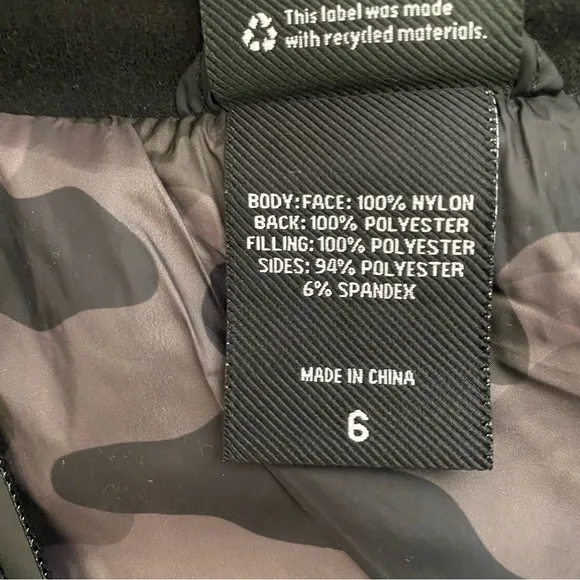 This label was made
with recycled materials.
BODY: FACE: 100% NYLON
BACK: 100% POLYESTER
FILLING: 100% POLYESTER
SIDES: 94% POLYESTER
6% SPANDEX
MADE IN CHINA
6